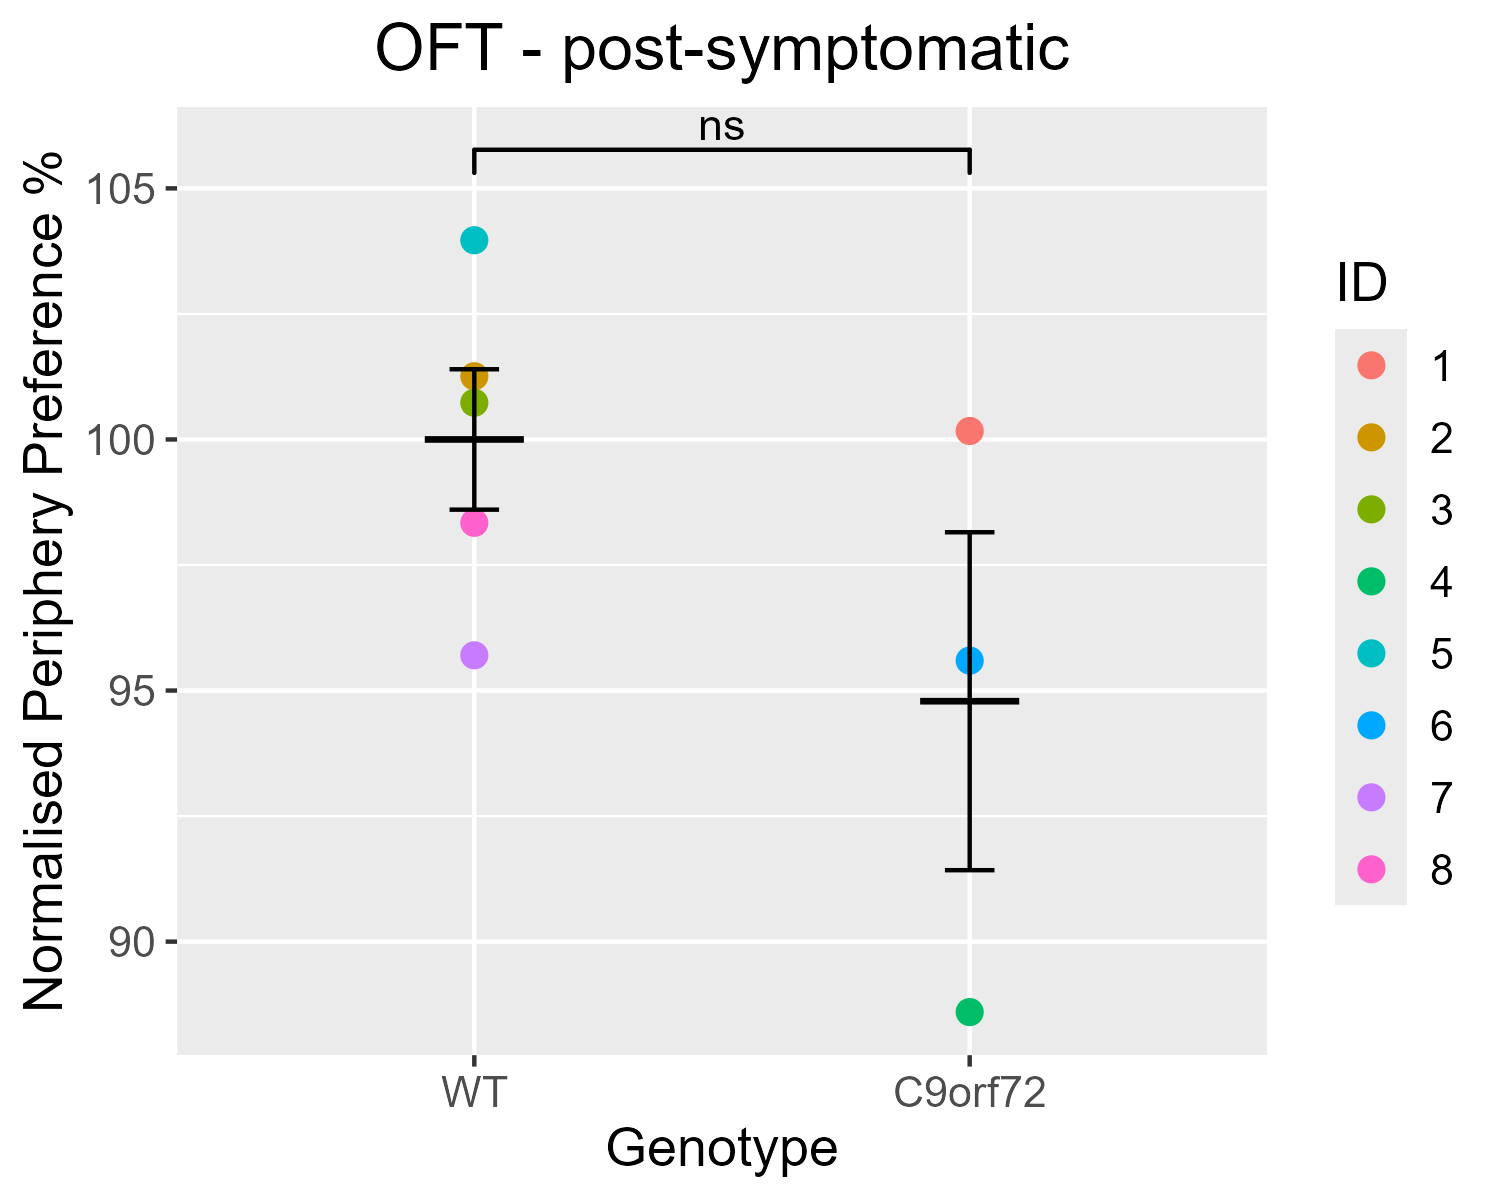 OFT - post-symptomatic
ns
Normalised Periphery Preference %
105
100
95
90
WT
C9orf72
Genotype
ID
1
2
3
4
5
6
7
8